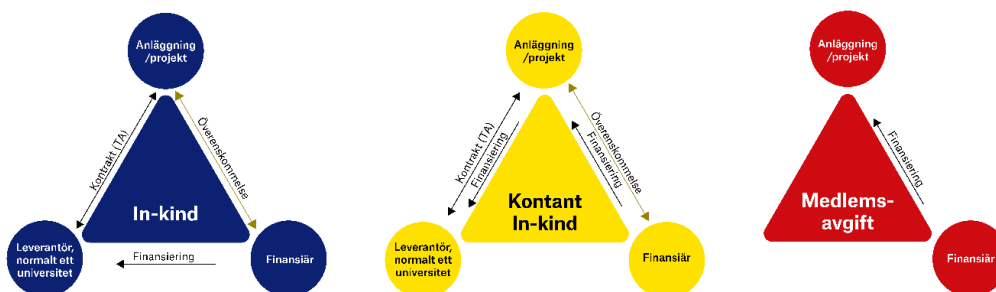 Anläggning
/projekt
Kontrakt (TA)
Överenskommelse
In-kind
Leverantör,
normalt ett
universitet
Finansiering
Finansiär
Anläggning
/projekt
Kontrakt (TA)
Finansiering
Finansiering
Överenskommelse
Kontant
In-kind
Leverantör,
normalt ett
universitet
Finansiär
Anläggning
/projekt
Finansiering
Medlems-
avgift
Finansiär